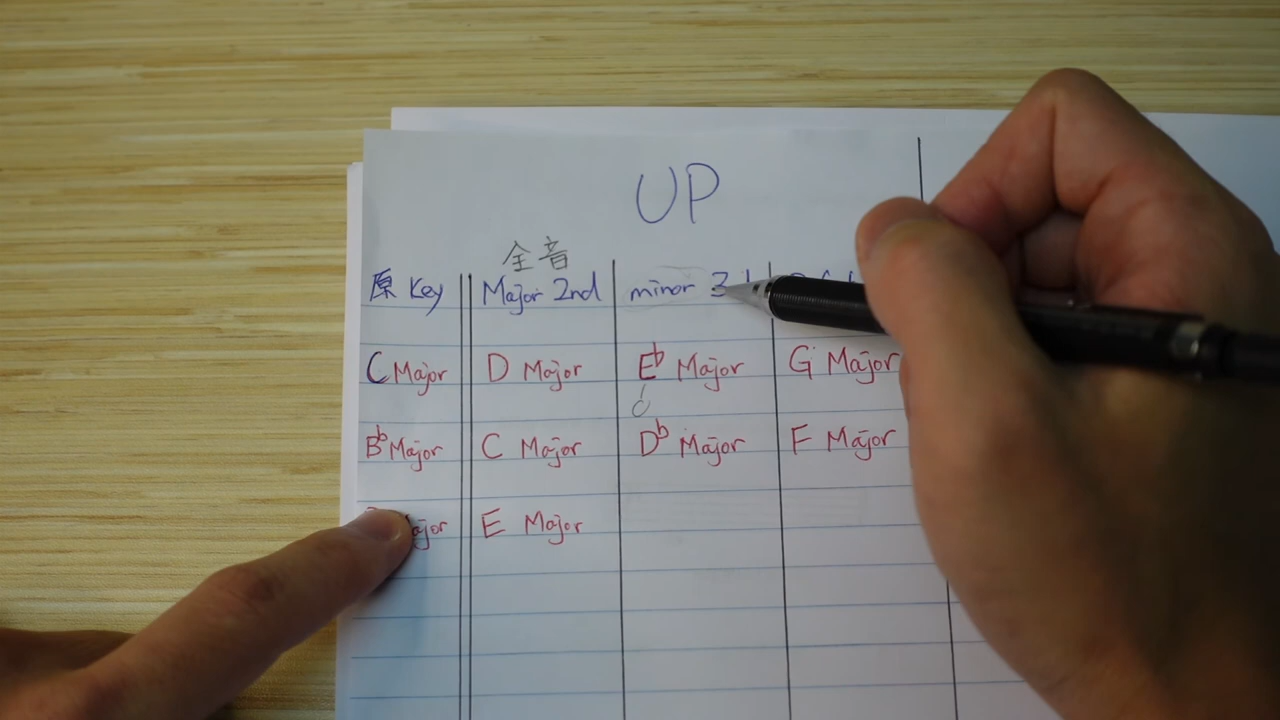 UP
全音
原 Key Major 2nd minor 3
C Major D Major E♭ Major G Major
B♭ Major C Major D♭ Major F Major
E Major